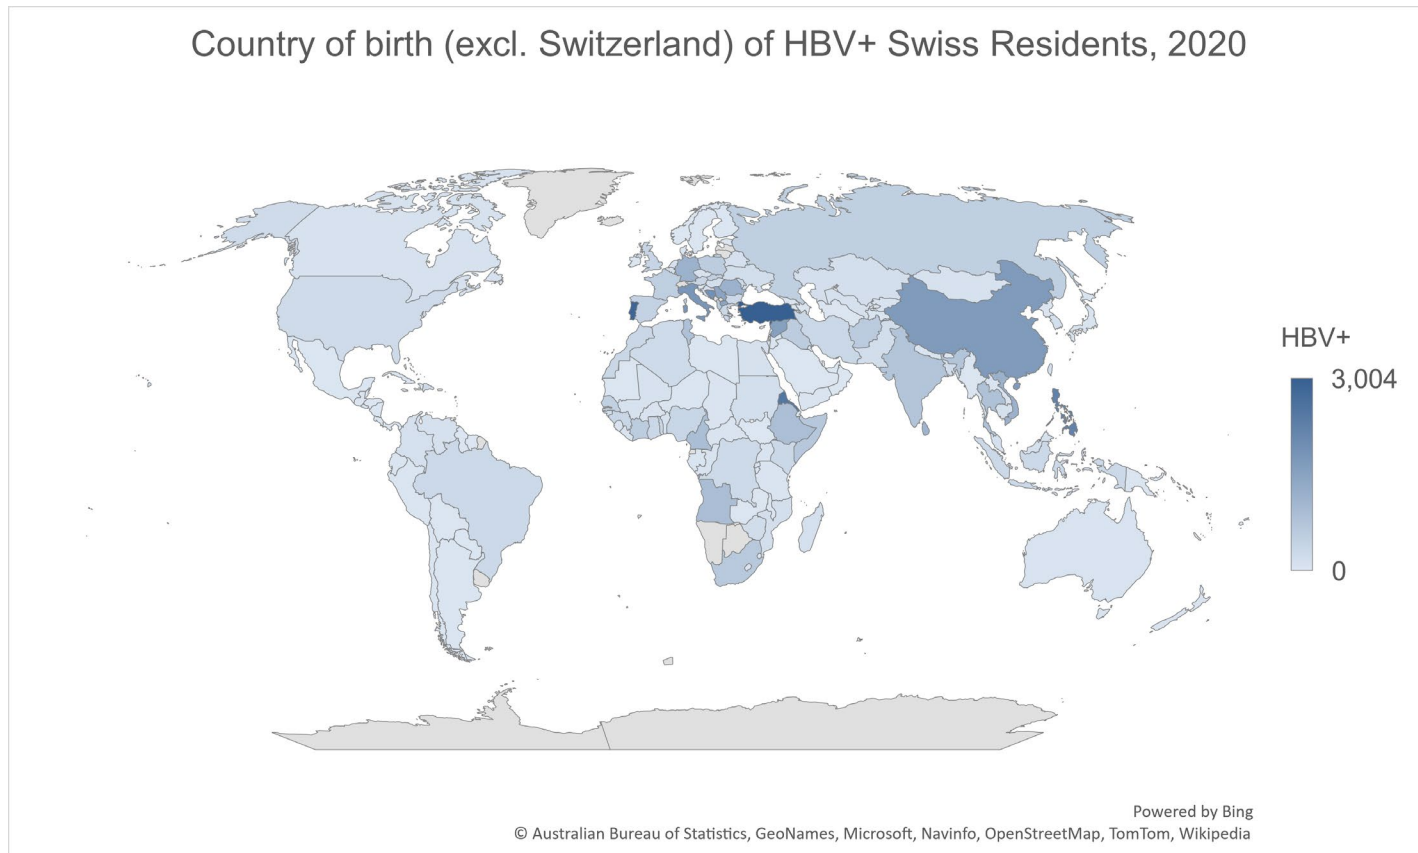 Country of birth (excl. Switzerland) of HBV+ Swiss Residents, 2020
HBV+
3,004
0
Powered by Bing
© Australian Bureau of Statistics, GeoNames, Microsoft, Navinfo, OpenStreetMap, TomTom, Wikipedia